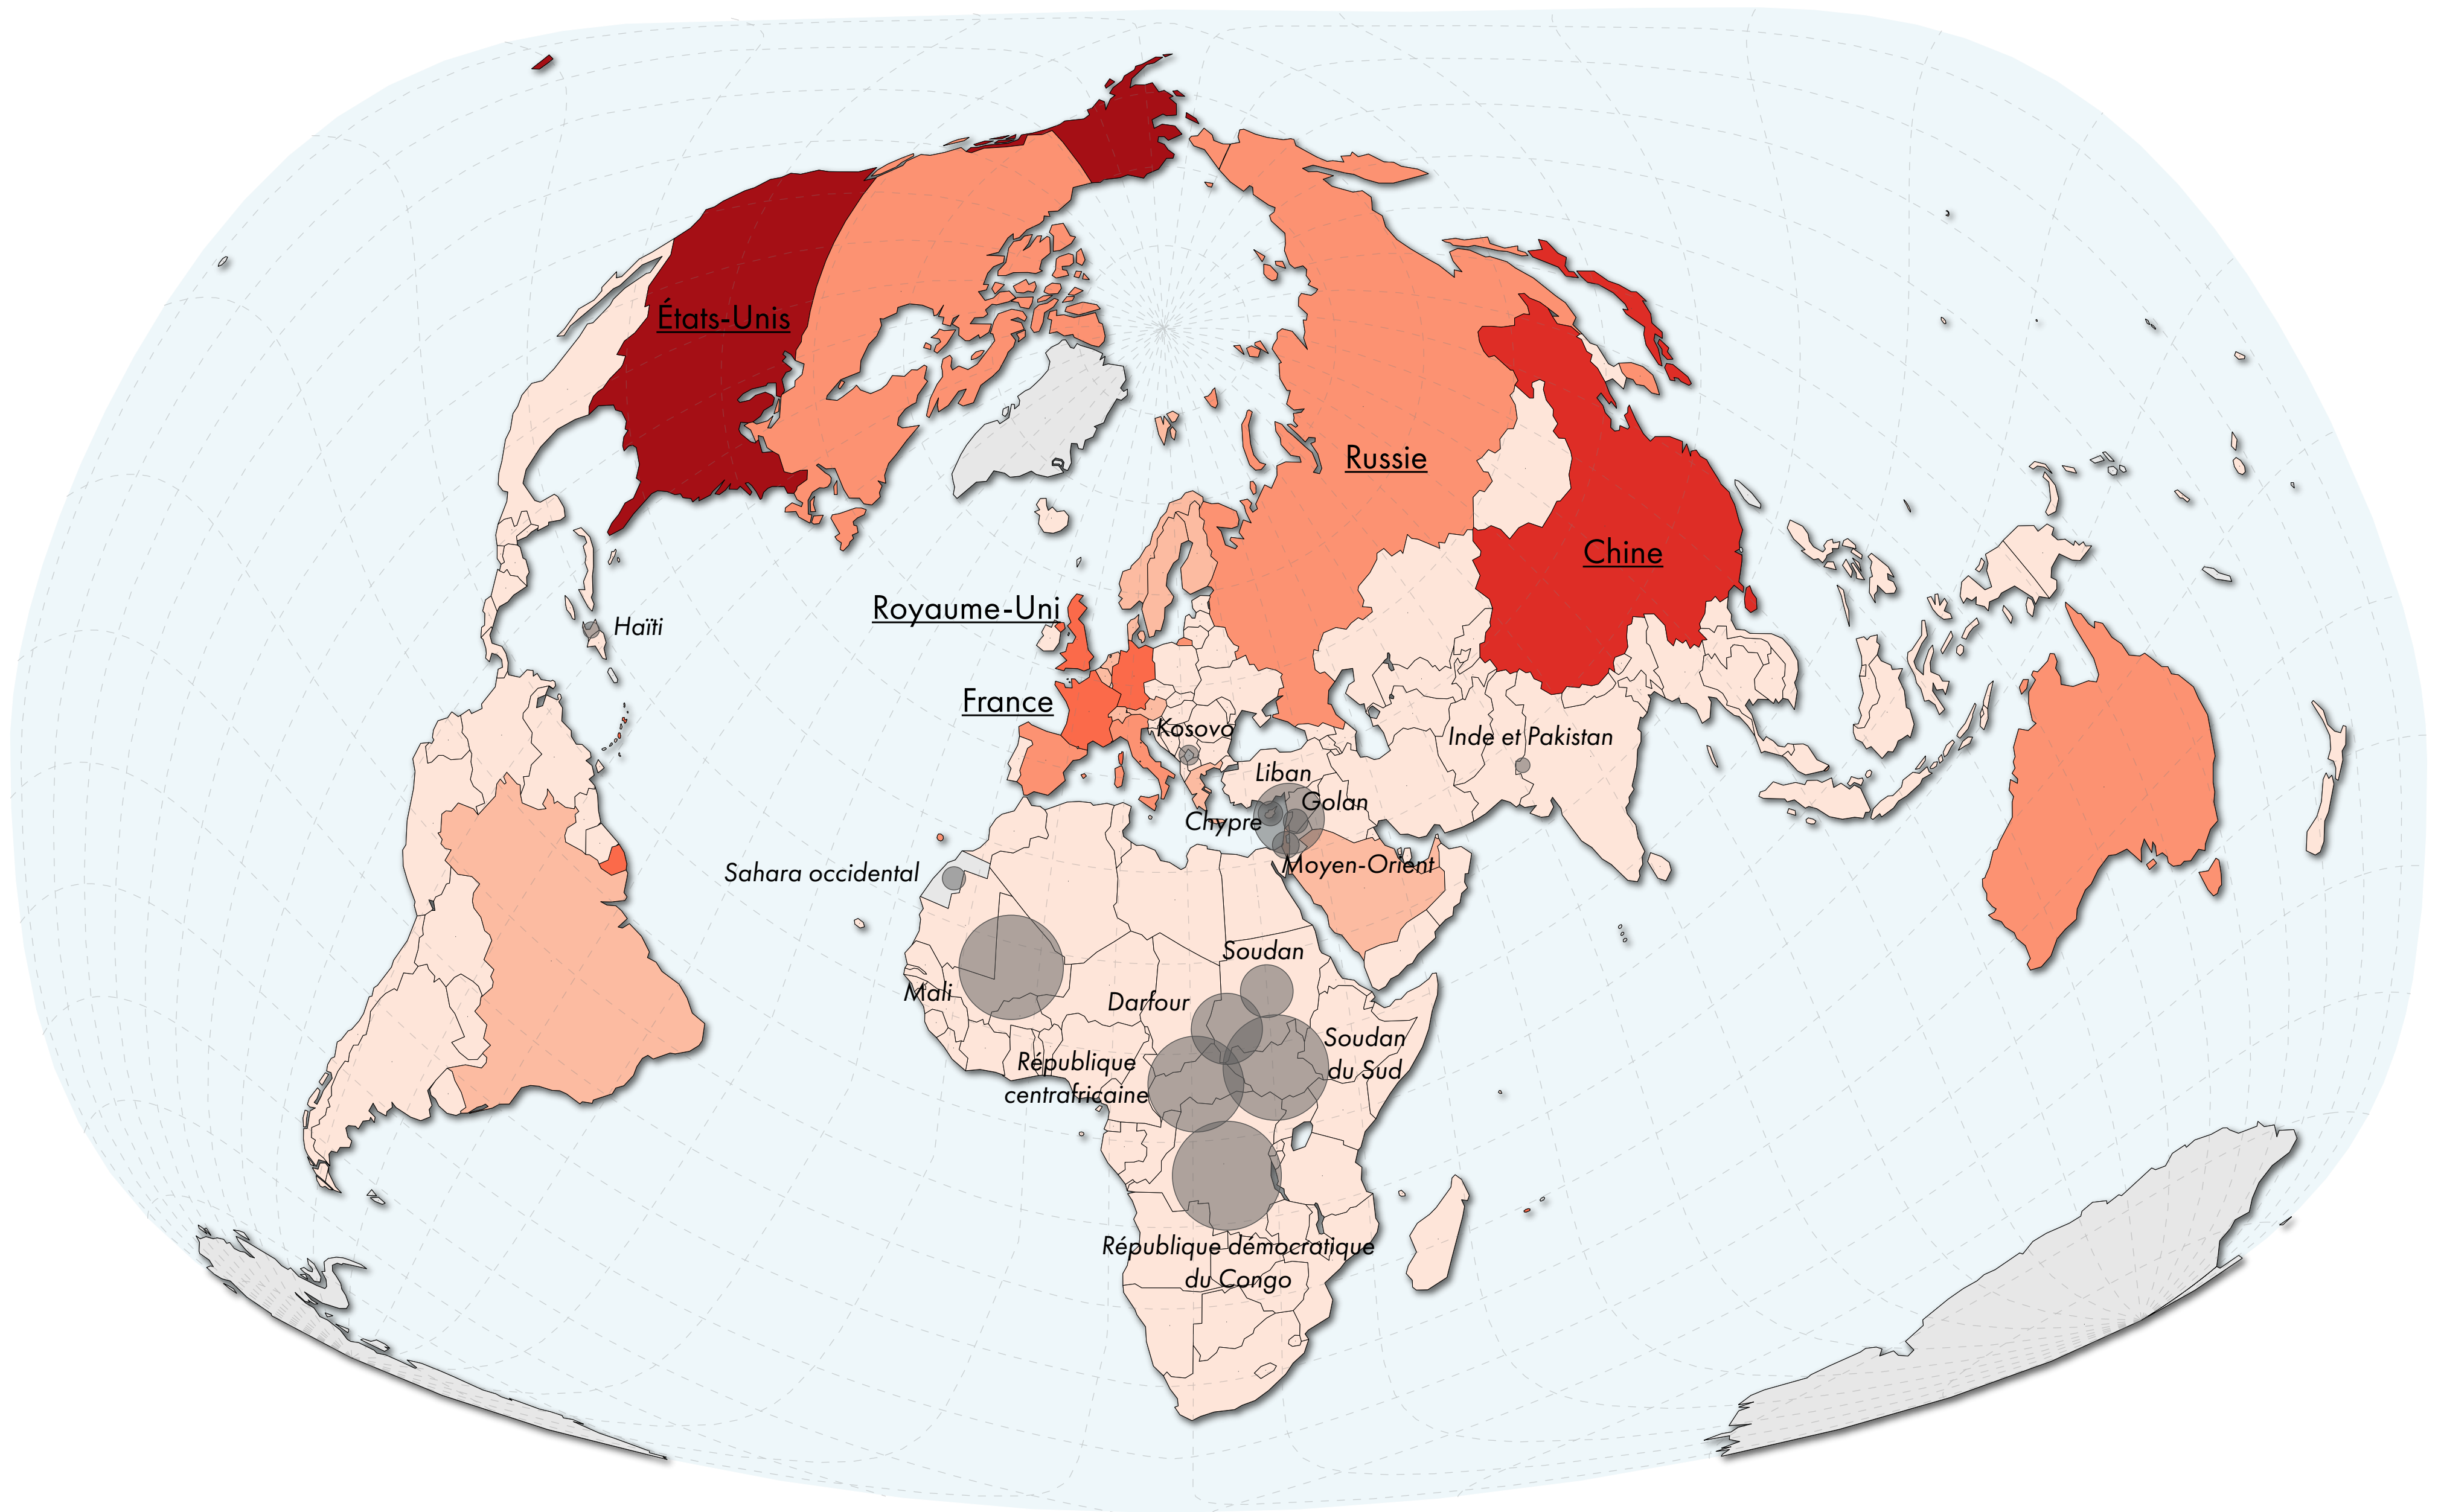 États-Unis
Russie
Chine
Royaume-Uni
Haïti
France
Kosovo
Inde et Pakistan
Liban
Golan
Chypre
Moyen-Orient
Sahara occidental
Soudan
Mali
Darfour
Soudan
du Sud
République
centrafricaine
République démocratique
du Congo